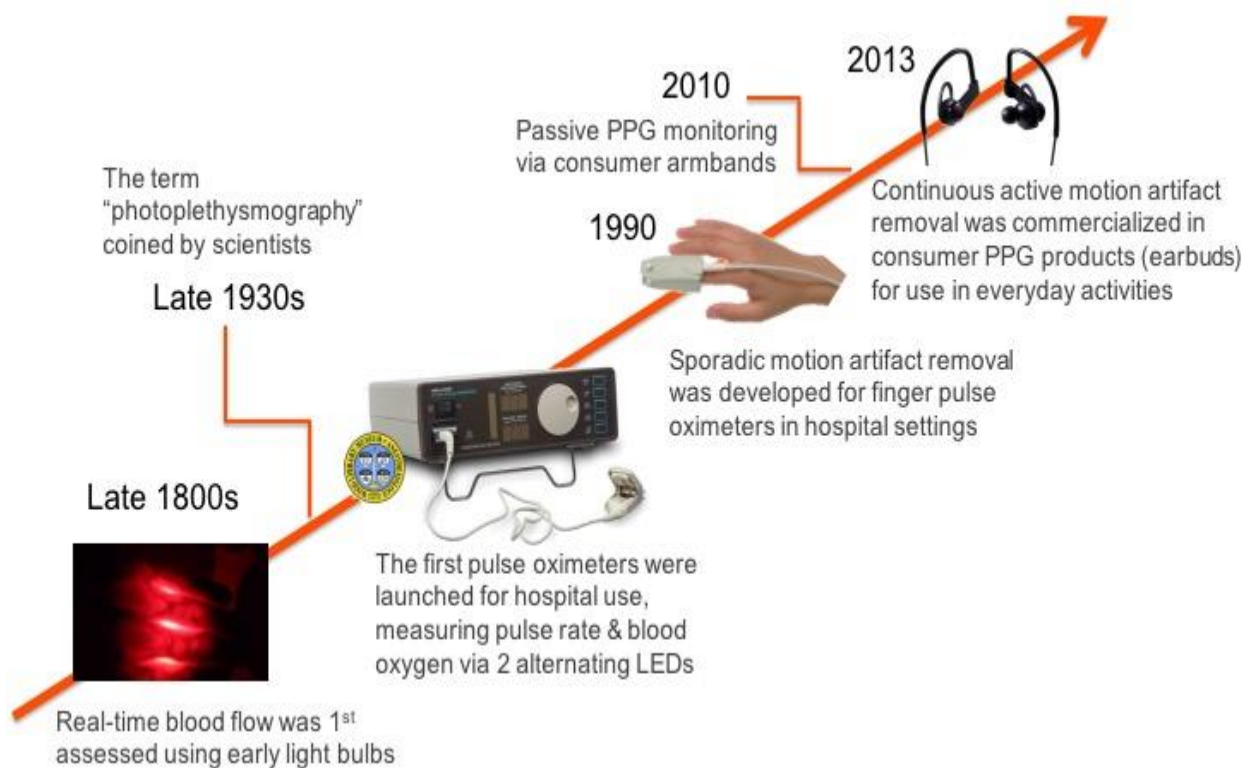 2013
2010
Passive PPG monitoring
via consumer armbands
The term
“photoplethysmography”
coined by scientists
Late 1930s
Continuous active motion artifact
removal was commercialized in
consumer PPG products (earbuds)
for use in everyday activities
1990
Sporadic motion artifact removal
was developed for finger pulse
oximeters in hospital settings
Late 1800s
The first pulse oximeters were
launched for hospital use,
measuring pulse rate & blood
oxygen via 2 alternating LEDs
Real-time blood flow was 1st
assessed using early light bulbs